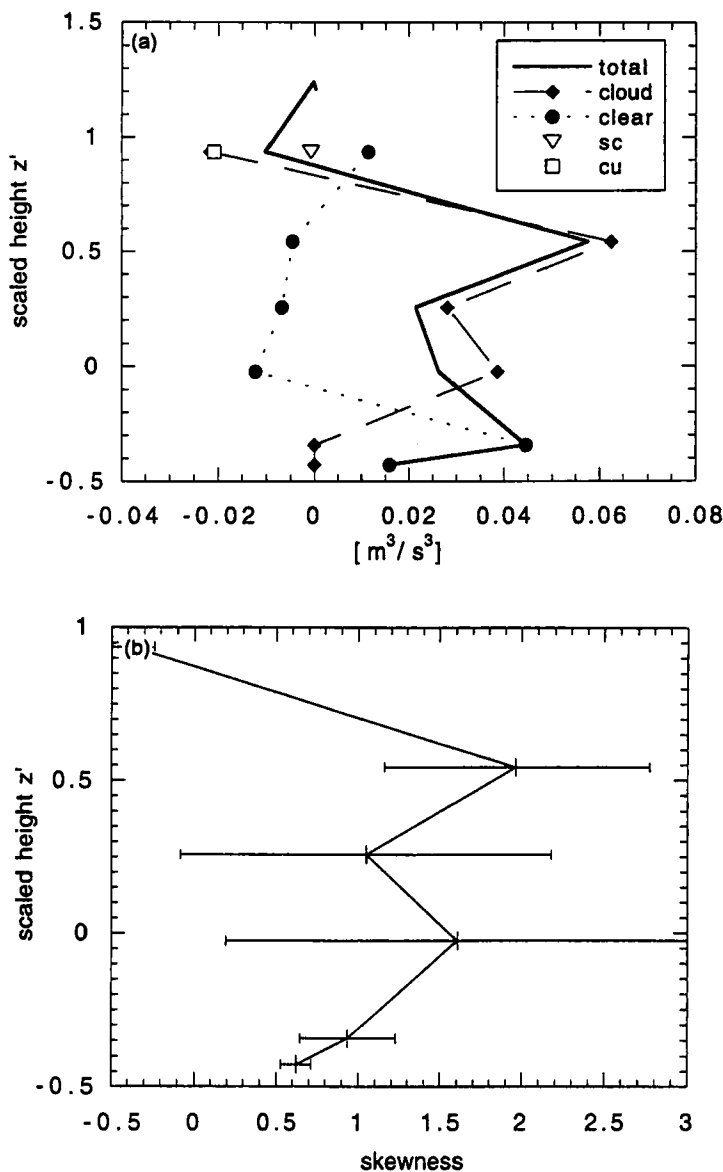 1.5
(a)
total
cloud
clear
sc
cu
1
0.5
0
-0.5
scaled height z'
-0.04 -0.02 0 0.02 0.04 0.06 0.08
[ m³/ s³]
1
(b)
0.5
0
-0.5
scaled height z'
-0.5 0 0.5 1 1.5 2 2.5 3
skewness